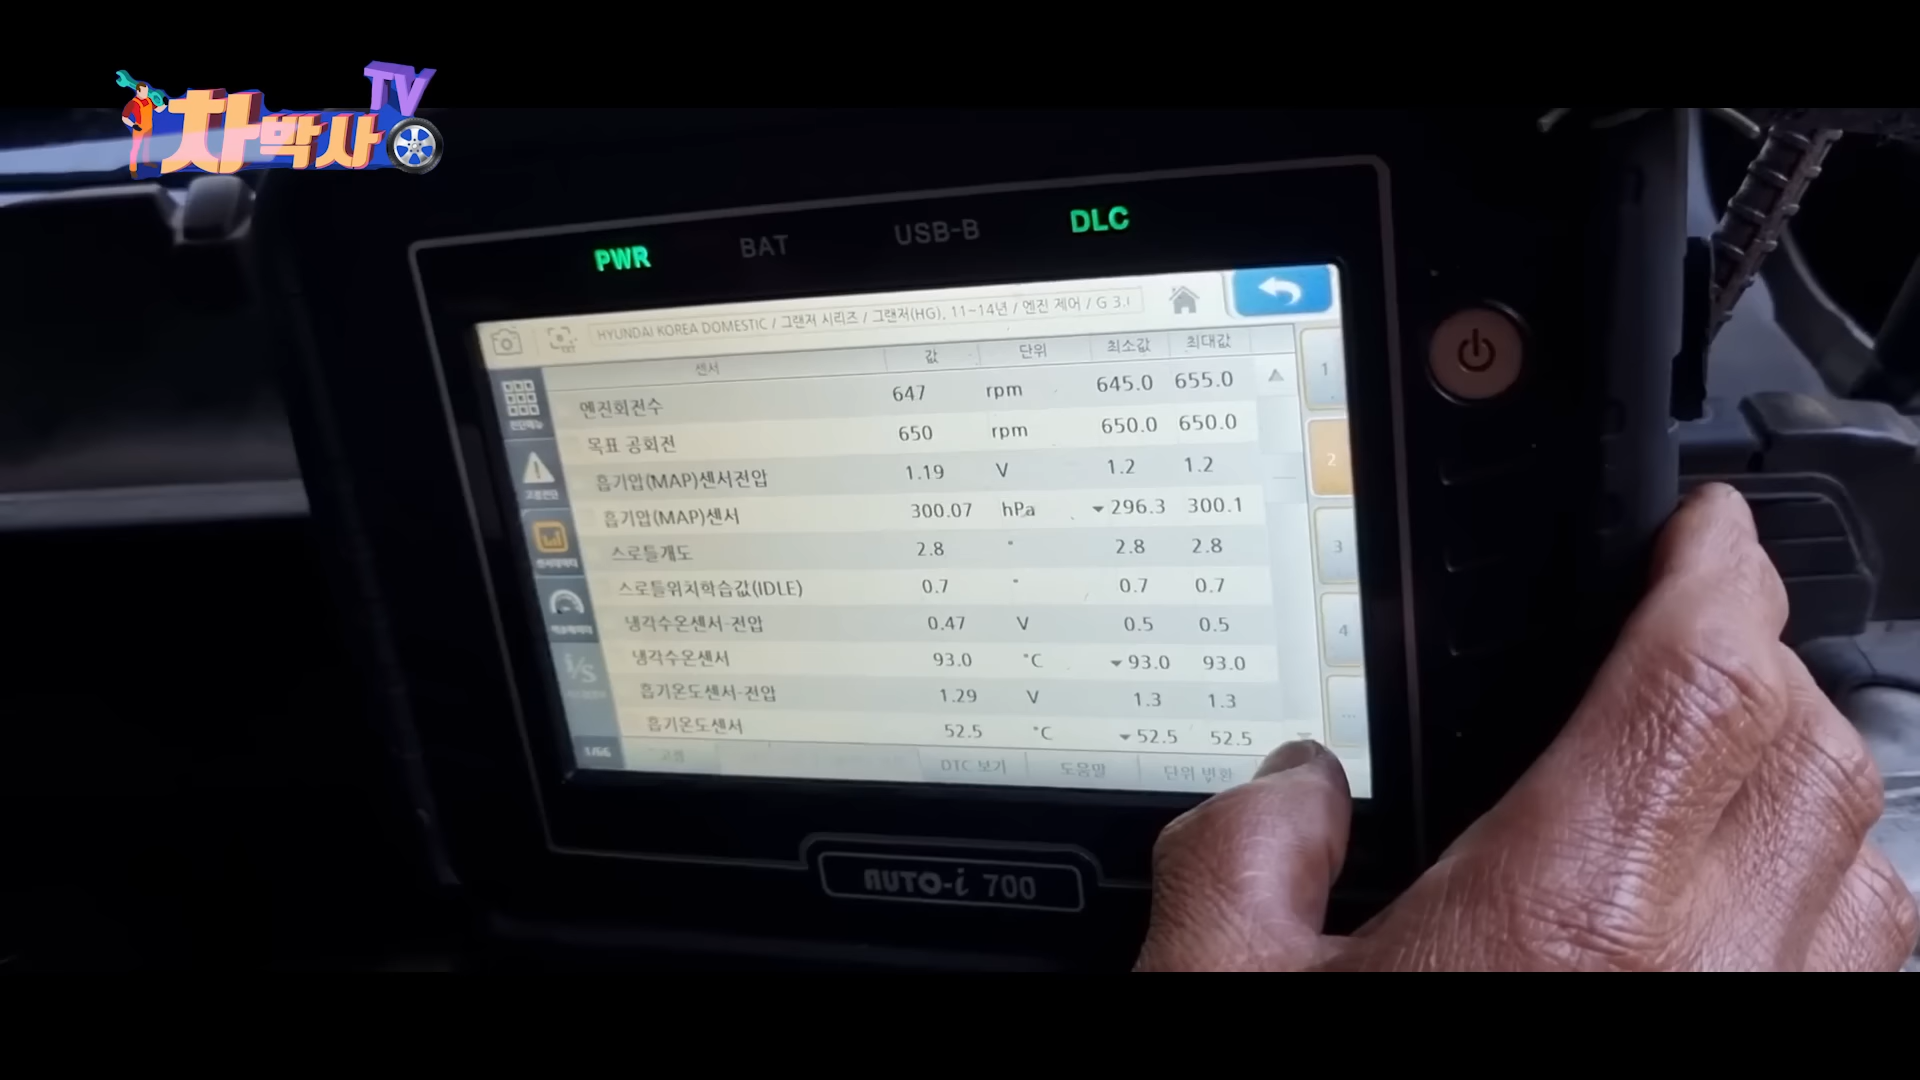 차박사 TV
PWR BAT USB-B DLC
HYUNDAI KOREA DOMESTIC / 그랜저 시리즈 / 그랜저(HG), 11-14년 / 엔진 제어 / G 3.
센서 값 단위 최소값 최대값
엔진회전수 647 rpm 645.0 655.0
목표 공회전 650 rpm 650.0 650.0
흡기압(MAP)센서전압 1.19 V 1.2 1.2
흡기압(MAP)센서 300.07 hPa 296.3 300.1
스로틀개도 2.8 ° 2.8 2.8
스로틀위치학습값(IDLE) 0.7 ° 0.7 0.7
냉각수온센서-전압 0.47 V 0.5 0.5
냉각수온센서 93.0 °C 93.0 93.0
흡기온도센서-전압 1.29 V 1.3 1.3
흡기온도센서 52.5 °C 52.5 52.5
1/66 고정 DTC 보기 도움말 단위 변환
1
2
3
4
...
AUTO-i 700